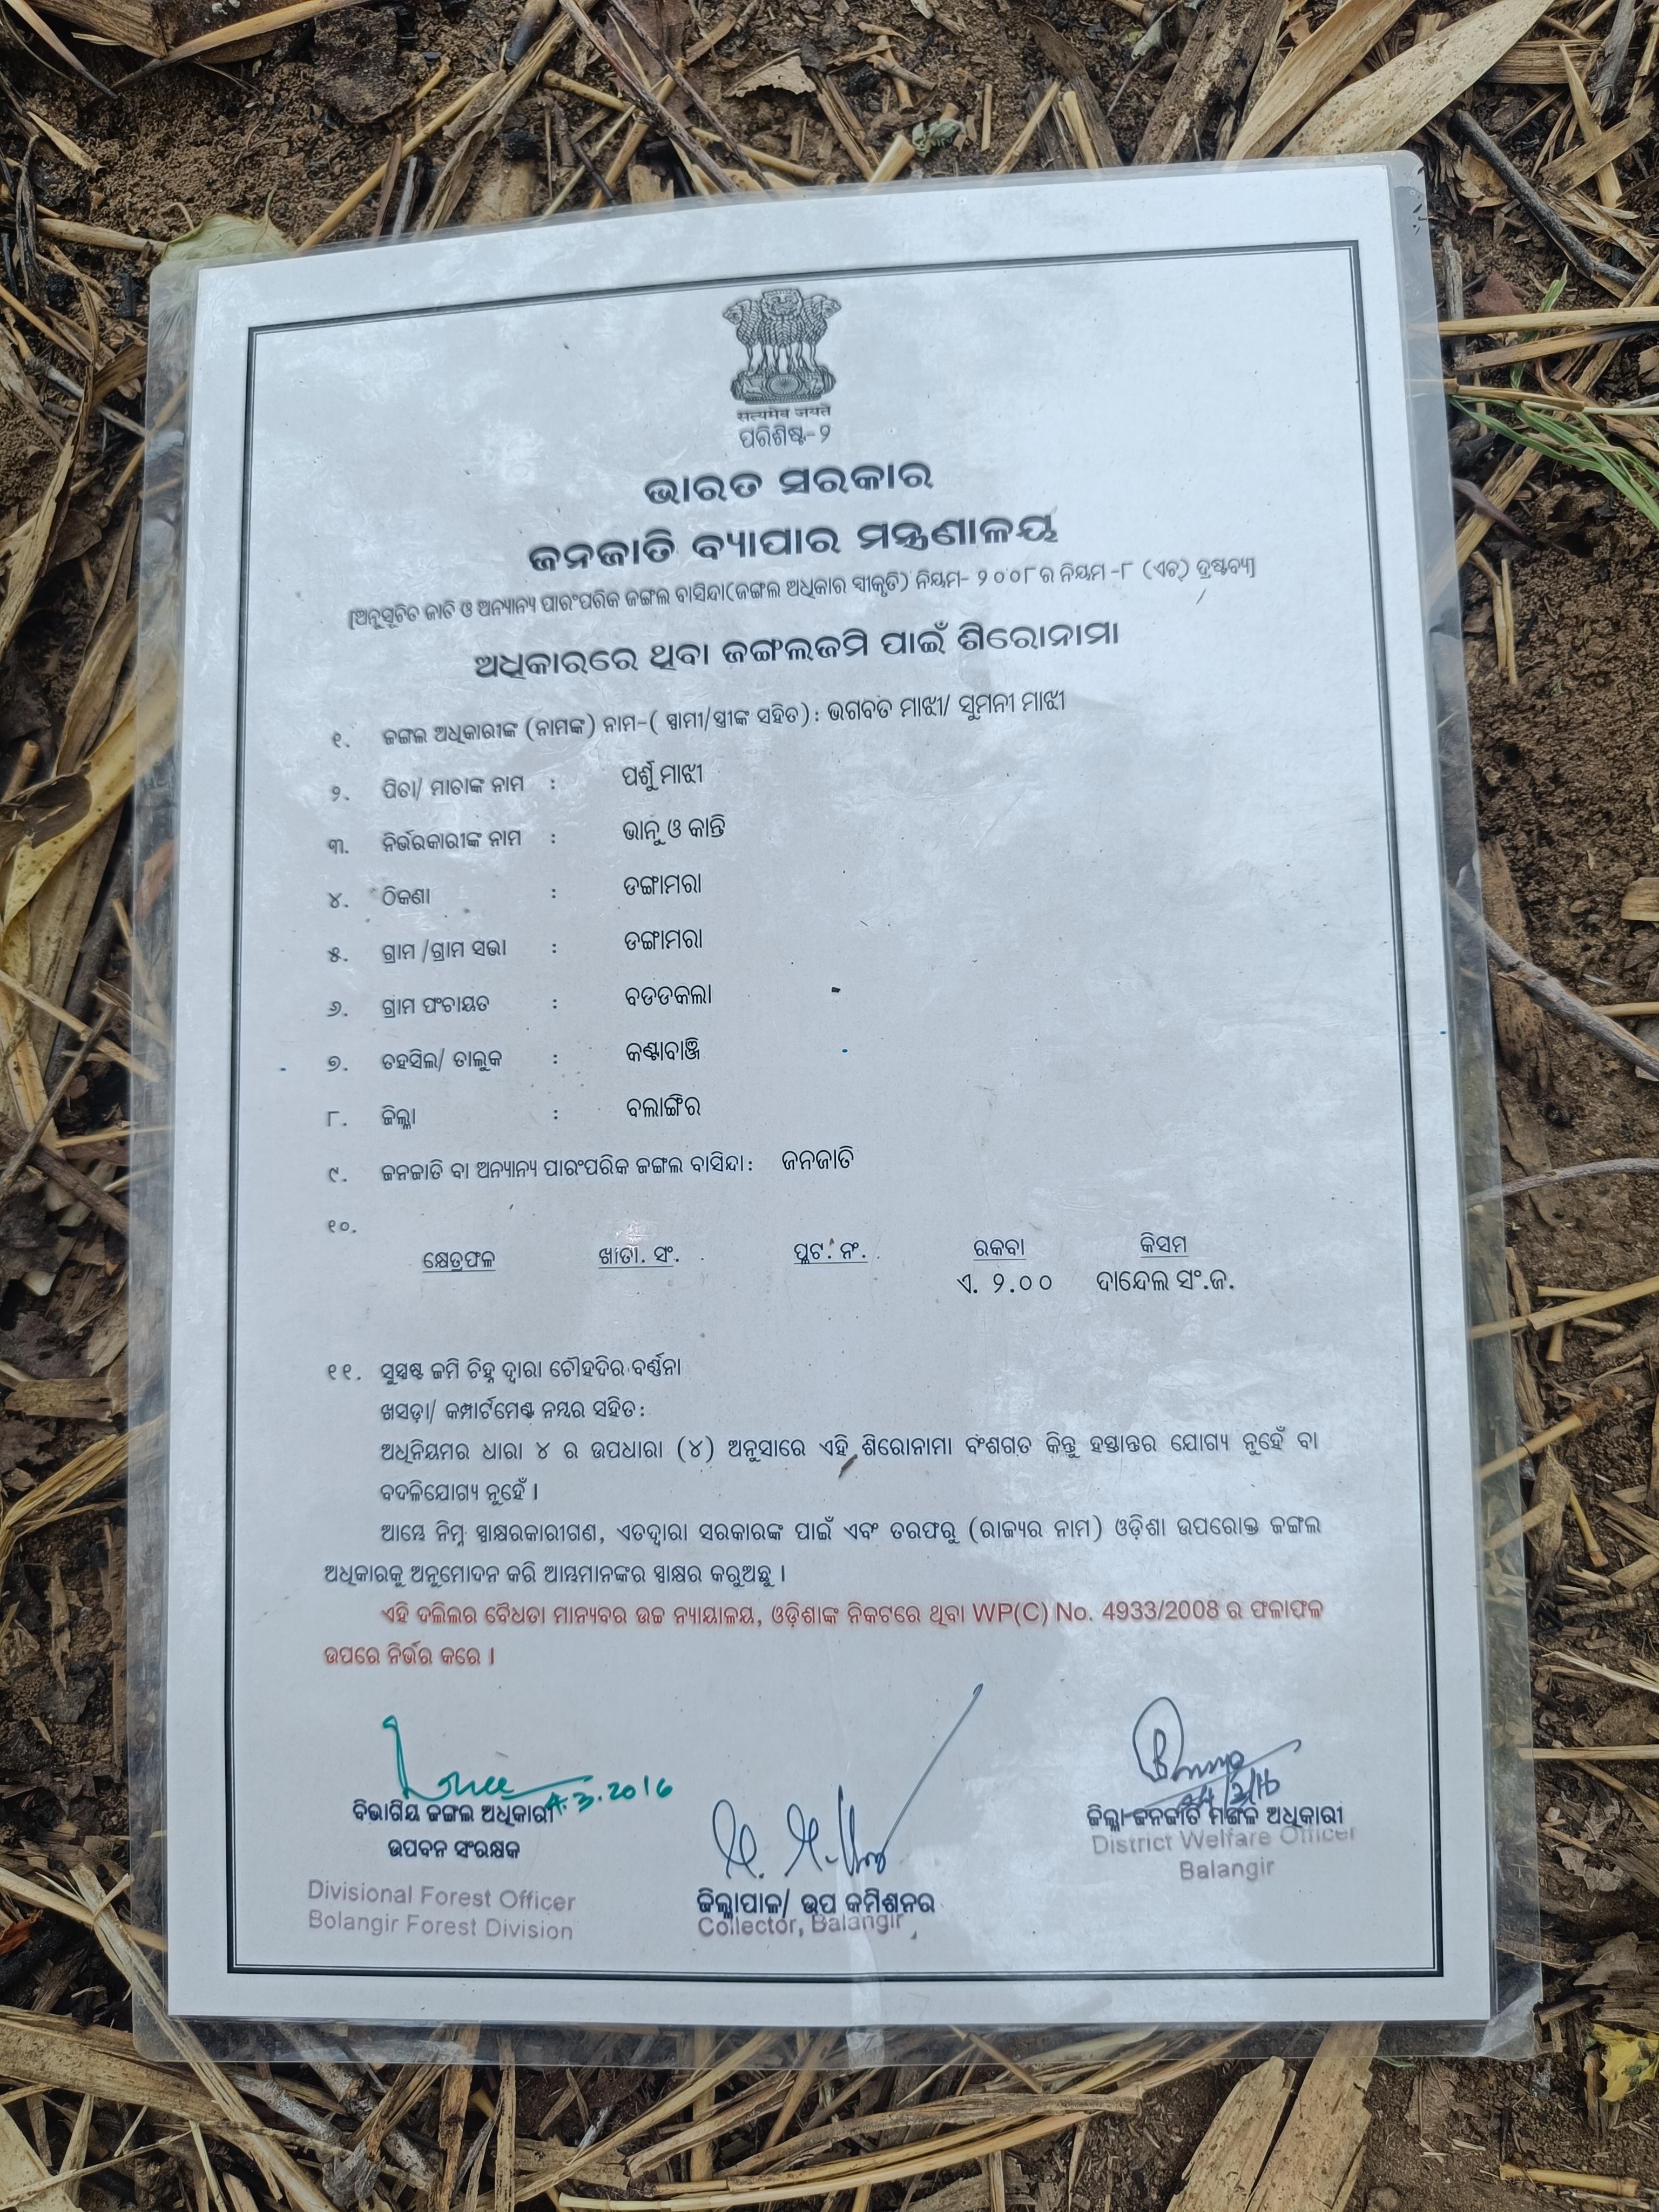 सत्यमेव जयते
ପରିଶିଷ୍ଟ-୨
ଭାରତ ସରକାର
ଜନଜାତି ବ୍ୟାପାର ମନ୍ତ୍ରଣାଳୟ
[ଅନୁସୂଚିତ ଜାତି ଓ ଅନ୍ୟାନ୍ୟ ପାରଂପରିକ ଜଙ୍ଗଲ ବାସିନ୍ଦା(ଜଙ୍ଗଲ ଅଧିକାର ସ୍ୱୀକୃତି) ନିୟମ- ୨୦୦୮ର ନିୟମ -୮ (ଏଚ୍) ଦ୍ରଷ୍ଟବ୍ୟ]
ଅଧିକାରରେ ଥିବା ଜଙ୍ଗଲଜମି ପାଇଁ ଶିରୋନାମା
୧. ଜଙ୍ଗଲ ଅଧିକାରୀଙ୍କ (ନାମଙ୍କ) ନାମ-( ସ୍ୱାମୀ/ସ୍ତ୍ରୀଙ୍କ ସହିତ): ଭଗବତ ମାଝୀ/ ସୁମନୀ ମାଝୀ
୨. ପିତା/ ମାତାଙ୍କ ନାମ : ପର୍ଶୁ ମାଝୀ
୩. ନିର୍ଭରକାରୀଙ୍କ ନାମ : ଭାନୁ ଓ କାନ୍ତି
୪. ଠିକଣା : ଡଙ୍ଗାମରା
୫. ଗ୍ରାମ /ଗ୍ରାମ ସଭା : ଡଙ୍ଗାମରା
୬. ଗ୍ରାମ ପଂଚାୟତ : ବଡଡକଲା
୭. ତହସିଲ/ ତାଲୁକ : କଣ୍ଟାବାଞ୍ଜି
୮. ଜିଲ୍ଲା : ବଲାଙ୍ଗିର
୯. ଜନଜାତି ବା ଅନ୍ୟାନ୍ୟ ପାରଂପରିକ ଜଙ୍ଗଲ ବାସିନ୍ଦା: ଜନଜାତି
୧୦.
କ୍ଷେତ୍ରଫଳ ଖାତା. ସଂ. ପ୍ଲଟ. ନଂ. ରକବା କିସମ
ଏ. ୨.୦୦ ଦାନ୍ଦେଲ ସଂ.ଜ.
୧୧. ସୁସ୍ପଷ୍ଟ ଜମି ଚିହ୍ନ ଦ୍ୱାରା ଚୌହଦିର ବର୍ଣ୍ଣନା
ଖସଡ଼ା/ କମ୍ପାର୍ଟମେଣ୍ଟ ନମ୍ବର ସହିତ:
ଅଧିନିୟମର ଧାରା ୪ ର ଉପଧାରା (୪) ଅନୁସାରେ ଏହି ଶିରୋନାମା ବଂଶଗତ କିନ୍ତୁ ହସ୍ତାନ୍ତର ଯୋଗ୍ୟ ନୁହେଁ ବା
ବଦଳିଯୋଗ୍ୟ ନୁହେଁ ।
ଆମ୍ଭେ ନିମ୍ନ ସ୍ୱାକ୍ଷରକାରୀଗଣ, ଏତଦ୍ୱାରା ସରକାରଙ୍କ ପାଇଁ ଏବଂ ତରଫରୁ (ରାଜ୍ୟର ନାମ) ଓଡ଼ିଶା ଉପରୋକ୍ତ ଜଙ୍ଗଲ
ଅଧିକାରକୁ ଅନୁମୋଦନ କରି ଆମ୍ଭମାନଙ୍କର ସ୍ୱାକ୍ଷର କରୁଅଛୁ ।
ଏହି ଦଲିଲର ବୈଧତା ମାନ୍ୟବର ଉଚ୍ଚ ନ୍ୟାୟାଳୟ, ଓଡ଼ିଶାଙ୍କ ନିକଟରେ ଥିବା WP(C) No. 4933/2008 ର ଫଳାଫଳ
ଉପରେ ନିର୍ଭର କରେ ।
4.3.2016
ବିଭାଗିୟ ଜଙ୍ଗଲ ଅଧିକାରୀ
ଉପବନ ସଂରକ୍ଷକ
Divisional Forest Officer
Bolangir Forest Division
ଜିଲ୍ଲାପାଳ/ ଉପ କମିଶନର
Collector, Balangir
ଜିଲ୍ଲା ଜନଜାତି ମଙ୍ଗଳ ଅଧିକାରୀ
District Welfare Officer
Balangir